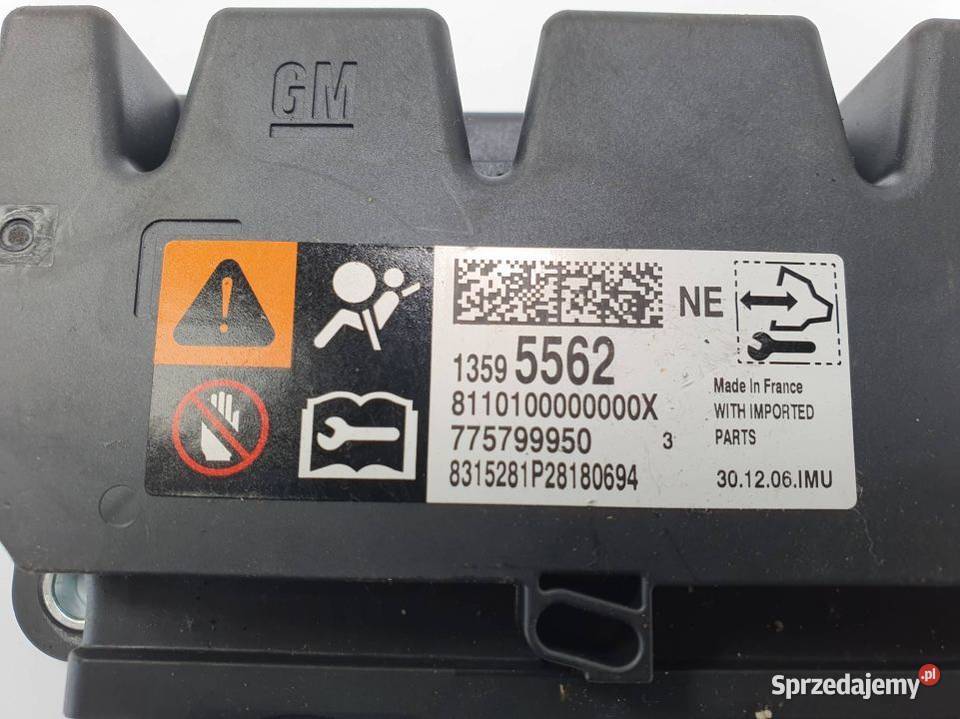 GM
NE
1359 5562
8110100000000X
775799950 3
8315281P28180694
Made In France
WITH IMPORTED
PARTS
30.12.06.IMU
Sprzedajemy.pl